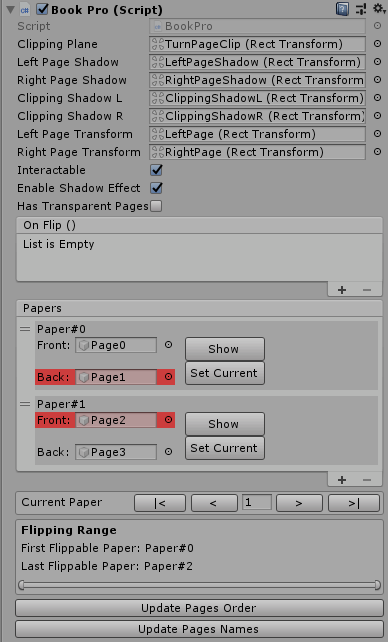 Book Pro (Script)
Script BookPro
Clipping Plane TurnPageClip (Rect Transform)
Left Page Shadow LeftPageShadow (Rect Transform)
Right Page Shadow RightPageShadow (Rect Transform)
Clipping Shadow L ClippingShadowL (Rect Transform)
Clipping Shadow R ClippingShadowR (Rect Transform)
Left Page Transform LeftPage (Rect Transform)
Right Page Transform RightPage (Rect Transform)
Interactable
Enable Shadow Effect
Has Transparent Pages
On Flip ()
List is Empty
+ −
Papers
Paper#0
Front: Page0 Show
Back: Page1 Set Current
Paper#1
Front: Page2 Show
Back: Page3 Set Current
+ −
Current Paper |< < 1 > >|
Flipping Range
First Flippable Paper: Paper#0
Last Flippable Paper: Paper#2
Update Pages Order
Update Pages Names